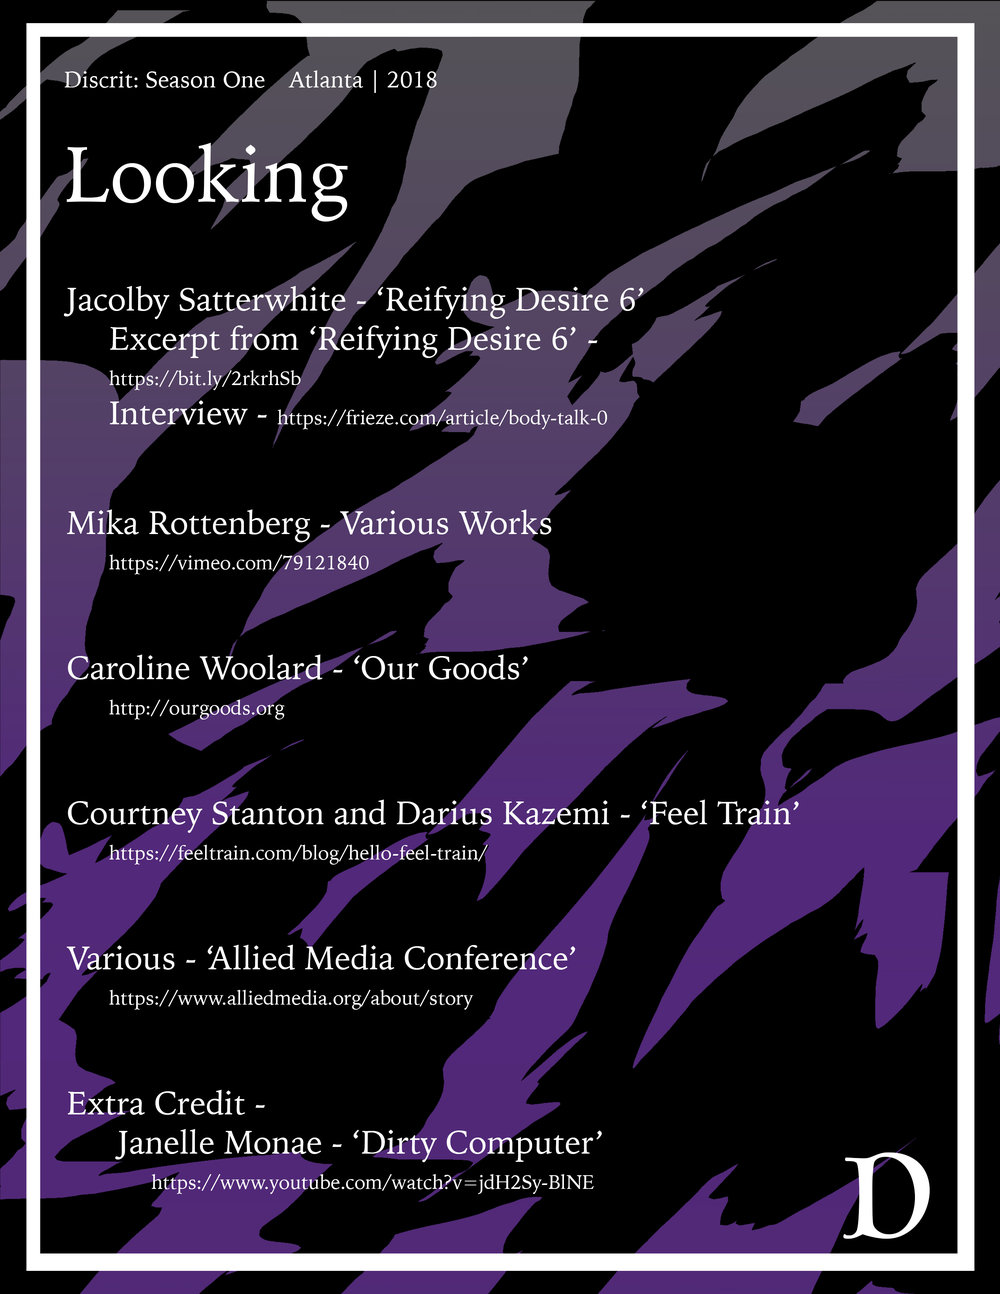 Discrit: Season One    Atlanta | 2018
Looking
Jacolby Satterwhite - ‘Reifying Desire 6’
Excerpt from ‘Reifying Desire 6’ -
https://bit.ly/2rkrhSb
Interview - https://frieze.com/article/body-talk-0
Mika Rottenberg - Various Works
https://vimeo.com/79121840
Caroline Woolard - ‘Our Goods’
http://ourgoods.org
Courtney Stanton and Darius Kazemi - ‘Feel Train’
https://feeltrain.com/blog/hello-feel-train/
Various - ‘Allied Media Conference’
https://www.alliedmedia.org/about/story
Extra Credit -
Janelle Monae - ‘Dirty Computer’
https://www.youtube.com/watch?v=jdH2Sy-BlNE
D